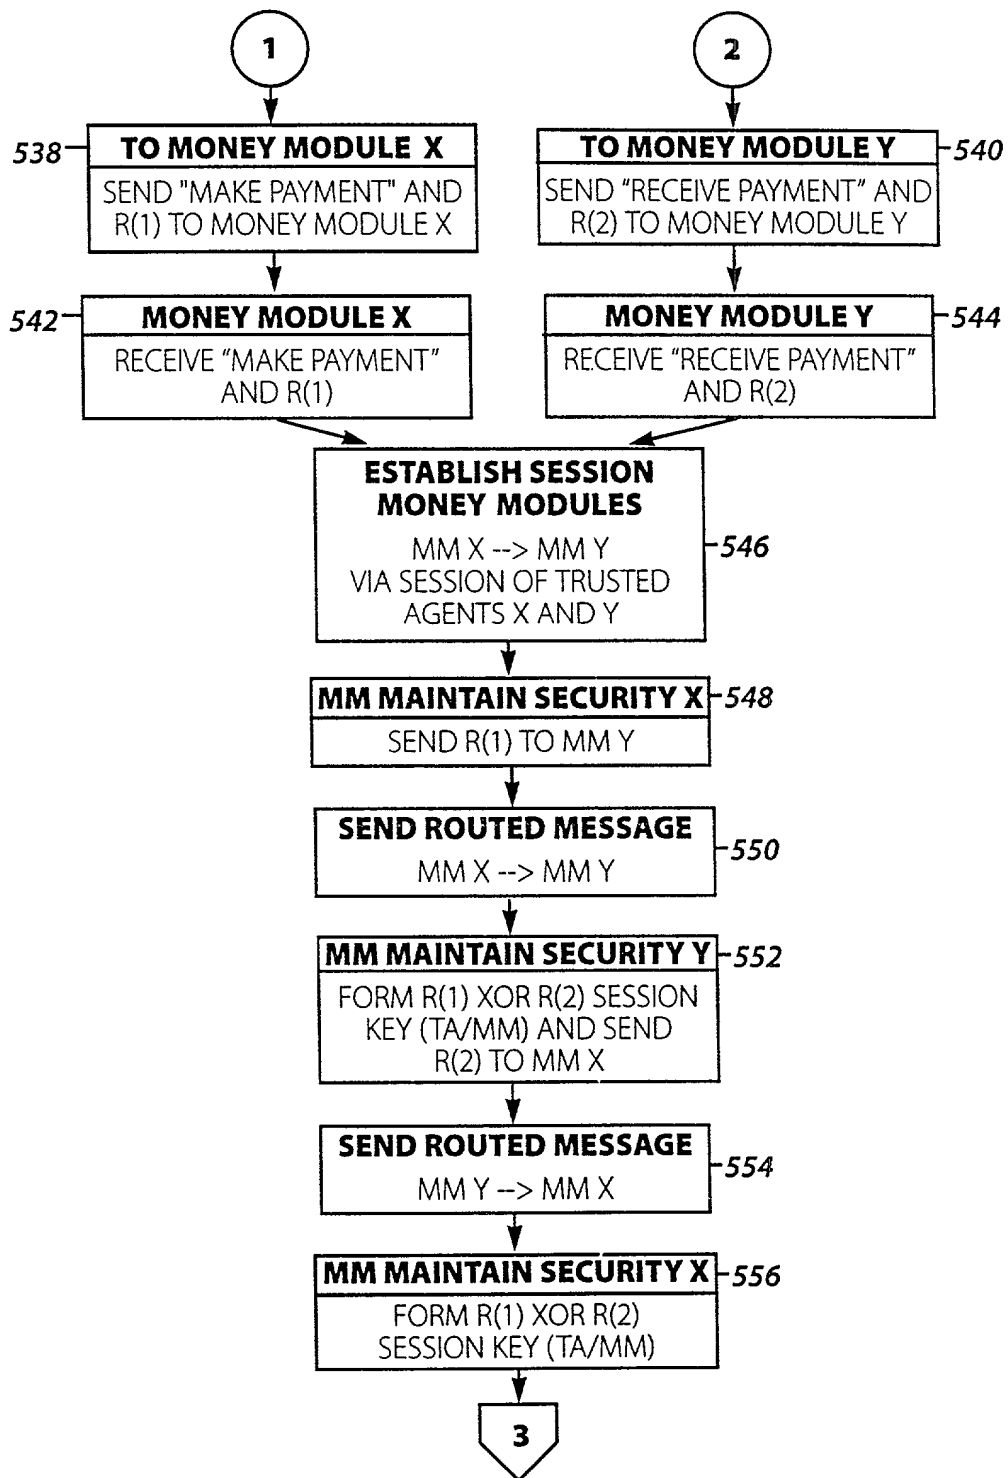 1
2
538
TO MONEY MODULE X
SEND "MAKE PAYMENT" AND
R(1) TO MONEY MODULE X
TO MONEY MODULE Y
540
SEND “RECEIVE PAYMENT” AND
R(2) TO MONEY MODULE Y
542
MONEY MODULE X
RECEIVE “MAKE PAYMENT”
AND R(1)
MONEY MODULE Y
544
RECEIVE “RECEIVE PAYMENT”
AND R(2)
ESTABLISH SESSION
MONEY MODULES
MM X --> MM Y
546
VIA SESSION OF TRUSTED
AGENTS X AND Y
MM MAINTAIN SECURITY X
548
SEND R(1) TO MM Y
SEND ROUTED MESSAGE
550
MM X --> MM Y
MM MAINTAIN SECURITY Y
552
FORM R(1) XOR R(2) SESSION
KEY (TA/MM) AND SEND
R(2) TO MM X
SEND ROUTED MESSAGE
554
MM Y --> MM X
MM MAINTAIN SECURITY X
556
FORM R(1) XOR R(2)
SESSION KEY (TA/MM)
3